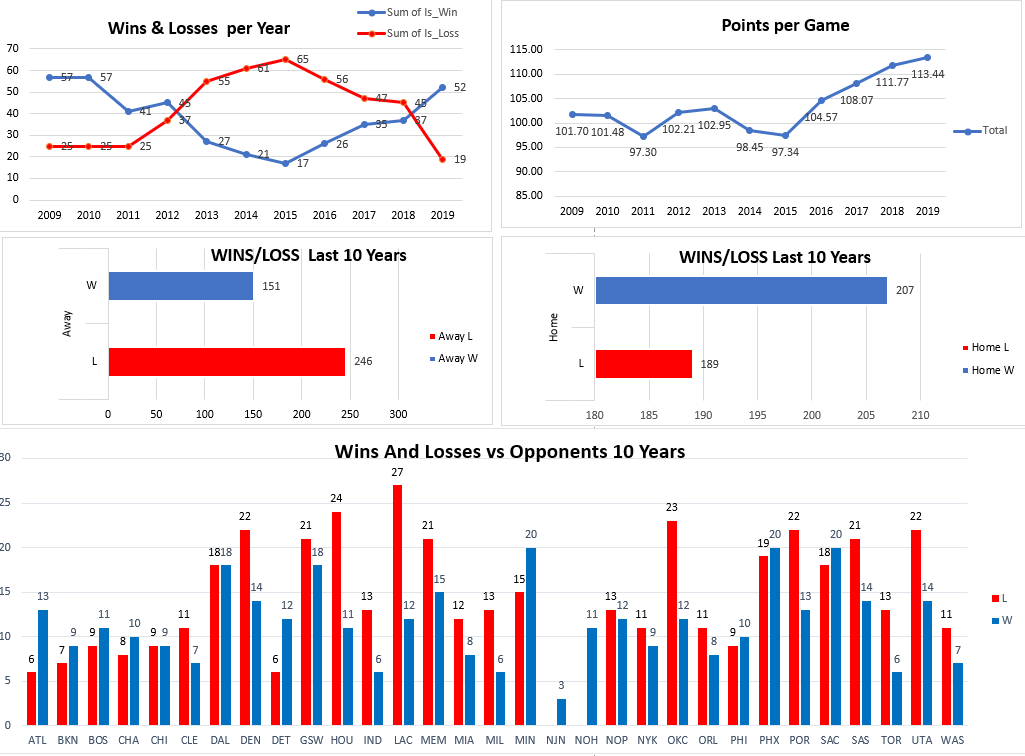 Wins & Losses per Year
Sum of Is_Win
Sum of Is_Loss
70
60
50
40
30
20
10
0
57 57 41 45 27 21 17 26 35 37 52
25 25 25 37 55 61 65 56 47 45 19
2009 2010 2011 2012 2013 2014 2015 2016 2017 2018 2019
Points per Game
115.00
110.00
105.00
100.00
95.00
90.00
85.00
101.70 101.48 97.30 102.21 102.95 98.45 97.34 104.57 108.07 111.77 113.44
Total
2009 2010 2011 2012 2013 2014 2015 2016 2017 2018 2019
WINS/LOSS Last 10 Years
Away
W
151
L
246
Away L
Away W
0 50 100 150 200 250 300
WINS/LOSS Last 10 Years
Home
W
207
L
189
Home L
Home W
180 185 190 195 200 205 210
Wins And Losses vs Opponents 10 Years
30
25
20
15
10
5
0
6 13 7 9 9 11 8 10 9 9 11 7 18 18 22 14 6 12 21 18 24 11 13 6 27 12 21 15 12 8 13 6 15 20 3 11 13 12 11 9 23 12 11 8 9 10 19 20 22 13 18 20 21 14 13 6 22 14 11 7
L
W
ATL BKN BOS CHA CHI CLE DAL DEN DET GSW HOU IND LAC MEM MIA MIL MIN NJN NOH NOP NYK OKC ORL PHI PHX POR SAC SAS TOR UTA WAS